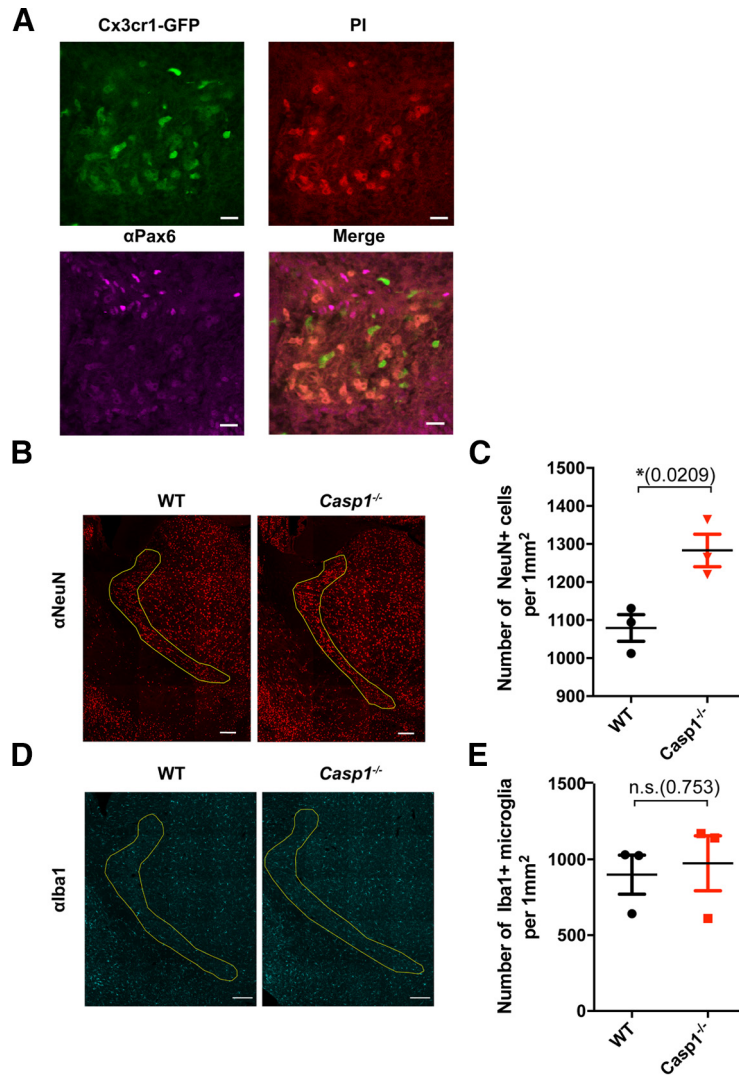 A
Cx3cr1-GFP
PI
αPax6
Merge
B
WT
Casp1-/-
αNeuN
C
1500
1400
1300
1200
1100
1000
900
Number of NeuN+ cells
per 1mm²
*(0.0209)
WT
Casp1-/-
D
WT
Casp1-/-
αIba1
E
1500
1000
500
0
Number of Iba1+ microglia
per 1mm²
n.s.(0.753)
WT
Casp1-/-